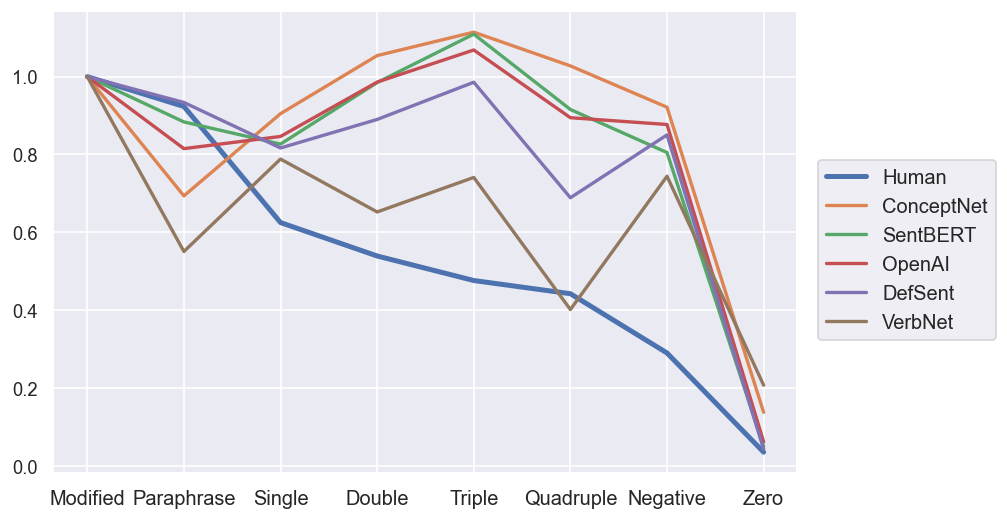 1.0
0.8
0.6
0.4
0.2
0.0
Modified Paraphrase Single Double Triple Quadruple Negative Zero
Human
ConceptNet
SentBERT
OpenAI
DefSent
VerbNet